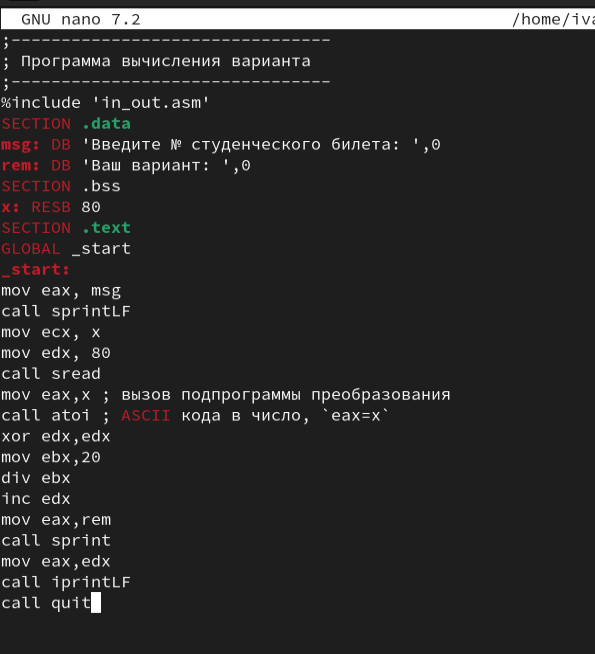 GNU nano 7.2 /home/iva
;--------------------------------
; Программа вычисления варианта
;--------------------------------
%include 'in_out.asm'
SECTION .data
msg: DB 'Введите № студенческого билета: ',0
rem: DB 'Ваш вариант: ',0
SECTION .bss
x: RESB 80
SECTION .text
GLOBAL _start
_start:
mov eax, msg
call sprintLF
mov ecx, x
mov edx, 80
call sread
mov eax,x ; вызов подпрограммы преобразования
call atoi ; ASCII кода в число, `eax=x`
xor edx,edx
mov ebx,20
div ebx
inc edx
mov eax,rem
call sprint
mov eax,edx
call iprintLF
call quit